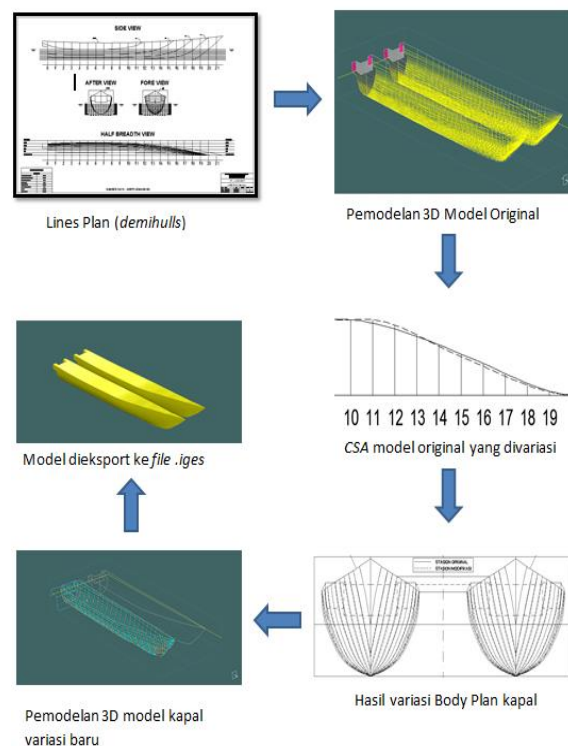 SIDE VIEW
AFTER VIEW
FORE VIEW
HALF BREADTH VIEW
Lines Plan (demihulls)
Pemodelan 3D Model Original
10 11 12 13 14 15 16 17 18 19
CSA model original yang divariasi
Model dieksport ke file .iges
STASION ORIGINAL
STASION MODIFIKASI
Hasil variasi Body Plan kapal
Pemodelan 3D model kapal
variasi baru